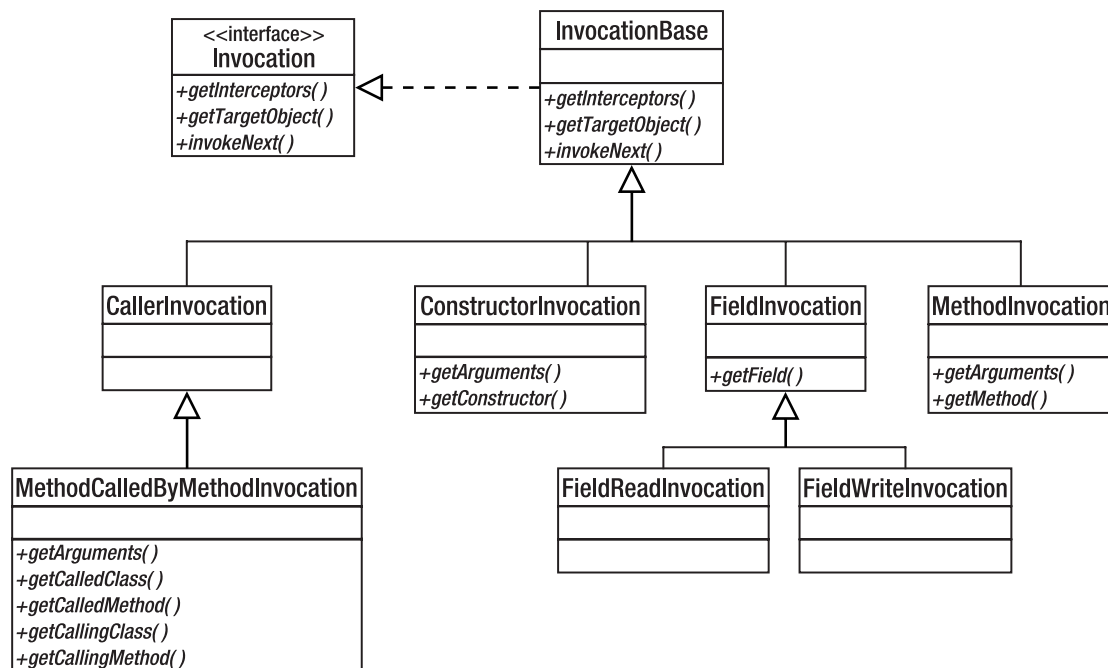 <<interface>>
Invocation
+getInterceptors()
+getTargetObject()
+invokeNext()
InvocationBase
+getInterceptors()
+getTargetObject()
+invokeNext()
CallerInvocation
ConstructorInvocation
+getArguments()
+getConstructor()
FieldInvocation
+getField()
MethodInvocation
+getArguments()
+getMethod()
MethodCalledByMethodInvocation
+getArguments()
+getCalledClass()
+getCalledMethod()
+getCallingClass()
+getCallingMethod()
FieldReadInvocation
FieldWriteInvocation